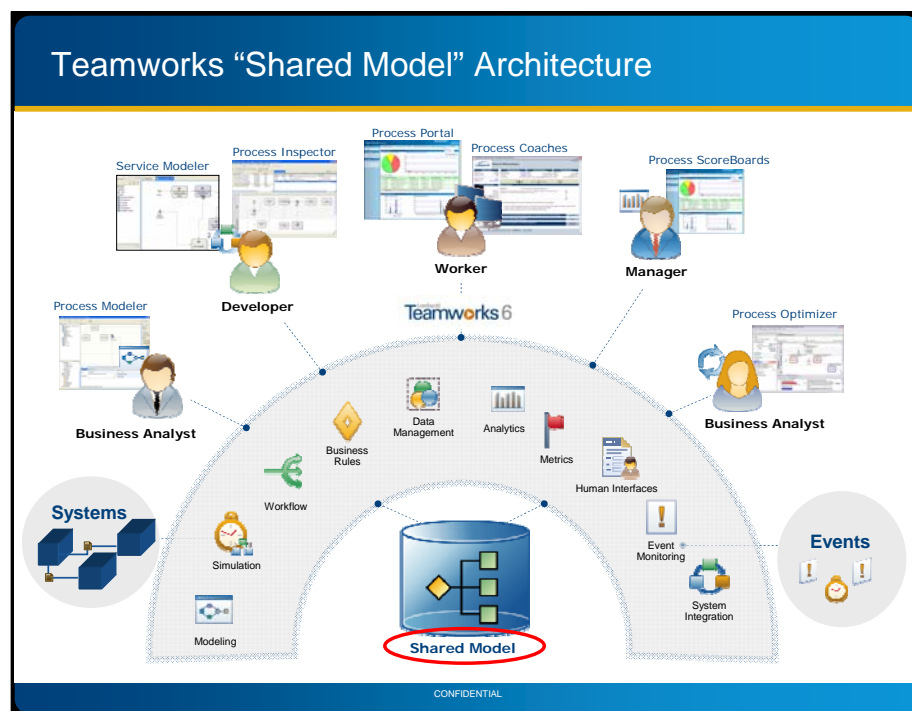 Teamworks “Shared Model” Architecture
Process Portal
Process Coaches
Process Inspector
Service Modeler
Process ScoreBoards
Worker
Manager
Developer
Process Modeler
Teamworks 6
Process Optimizer
Business Analyst
Business Analyst
Data
Management
Analytics
Business
Rules
Metrics
Human Interfaces
Workflow
Systems
Events
Simulation
Event
Monitoring
System
Integration
Modeling
Shared Model
CONFIDENTIAL